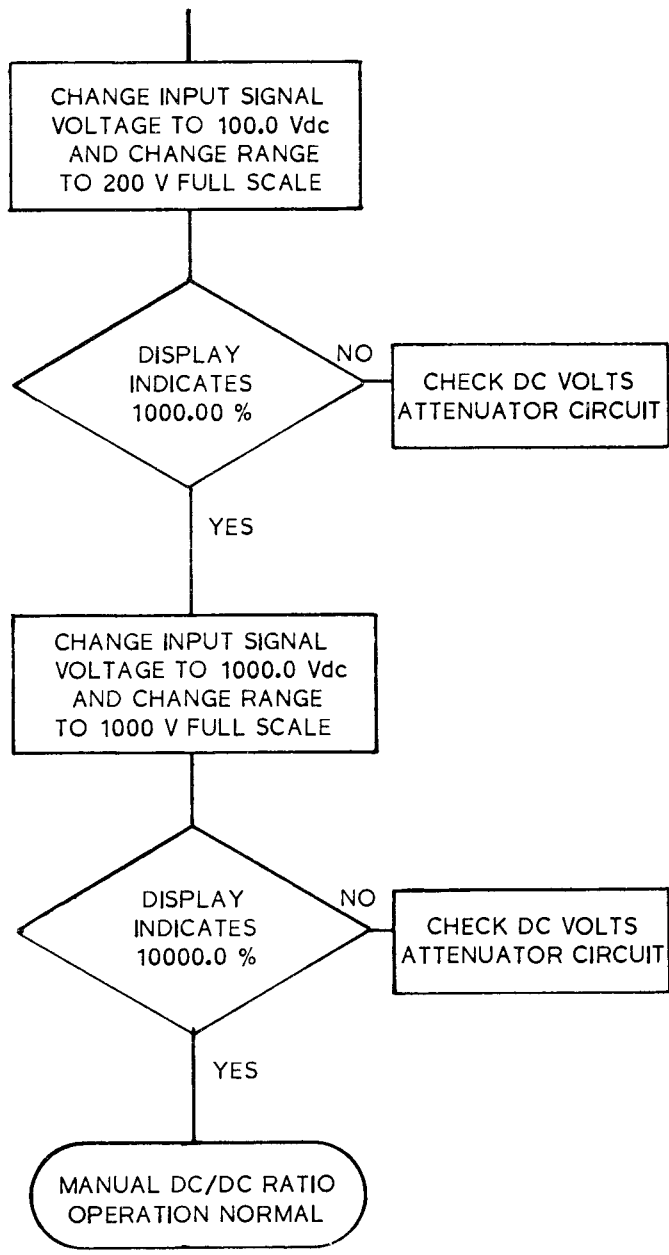 CHANGE INPUT SIGNAL
VOLTAGE TO 100.0 Vdc
AND CHANGE RANGE
TO 200 V FULL SCALE
DISPLAY
INDICATES
1000.00 %
NO
CHECK DC VOLTS
ATTENUATOR CIRCUIT
YES
CHANGE INPUT SIGNAL
VOLTAGE TO 1000.0 Vdc
AND CHANGE RANGE
TO 1000 V FULL SCALE
DISPLAY
INDICATES
10000.0 %
NO
CHECK DC VOLTS
ATTENUATOR CIRCUIT
YES
MANUAL DC/DC RATIO
OPERATION NORMAL